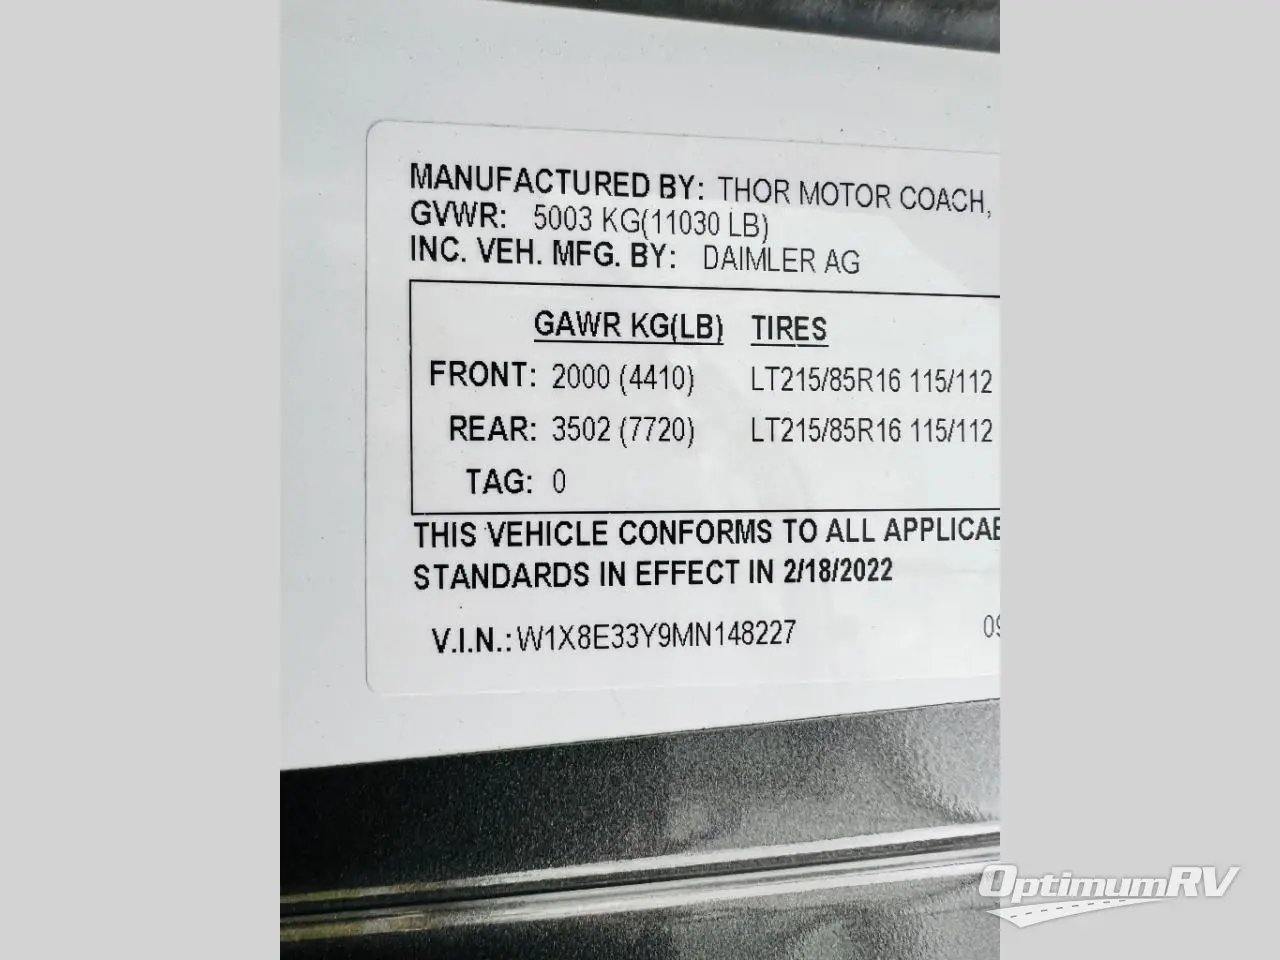 MANUFACTURED BY: THOR MOTOR COACH,
GVWR: 5003 KG(11030 LB)
INC. VEH. MFG. BY: DAIMLER AG
GAWR KG(LB) TIRES
FRONT: 2000 (4410) LT215/85R16 115/112
REAR: 3502 (7720) LT215/85R16 115/112
TAG: 0
THIS VEHICLE CONFORMS TO ALL
STANDARDS IN EFFECT IN 2/18/2022
V.I.N.: W1X8E33Y9MN148227
OptimumRV